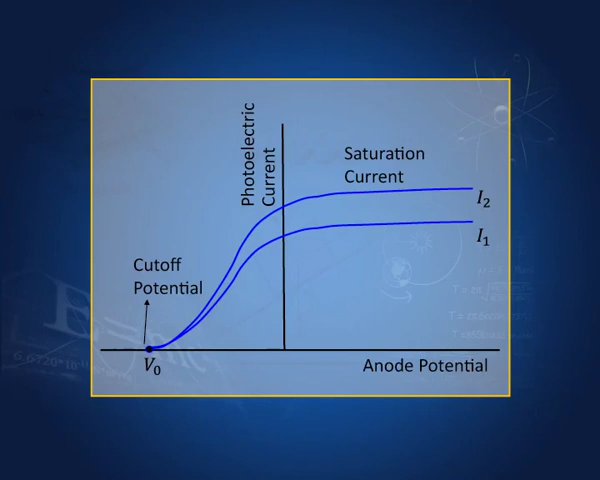 Photoelectric
Current
Saturation
Current
I₂
I₁
Cutoff
Potential
V₀
Anode Potential